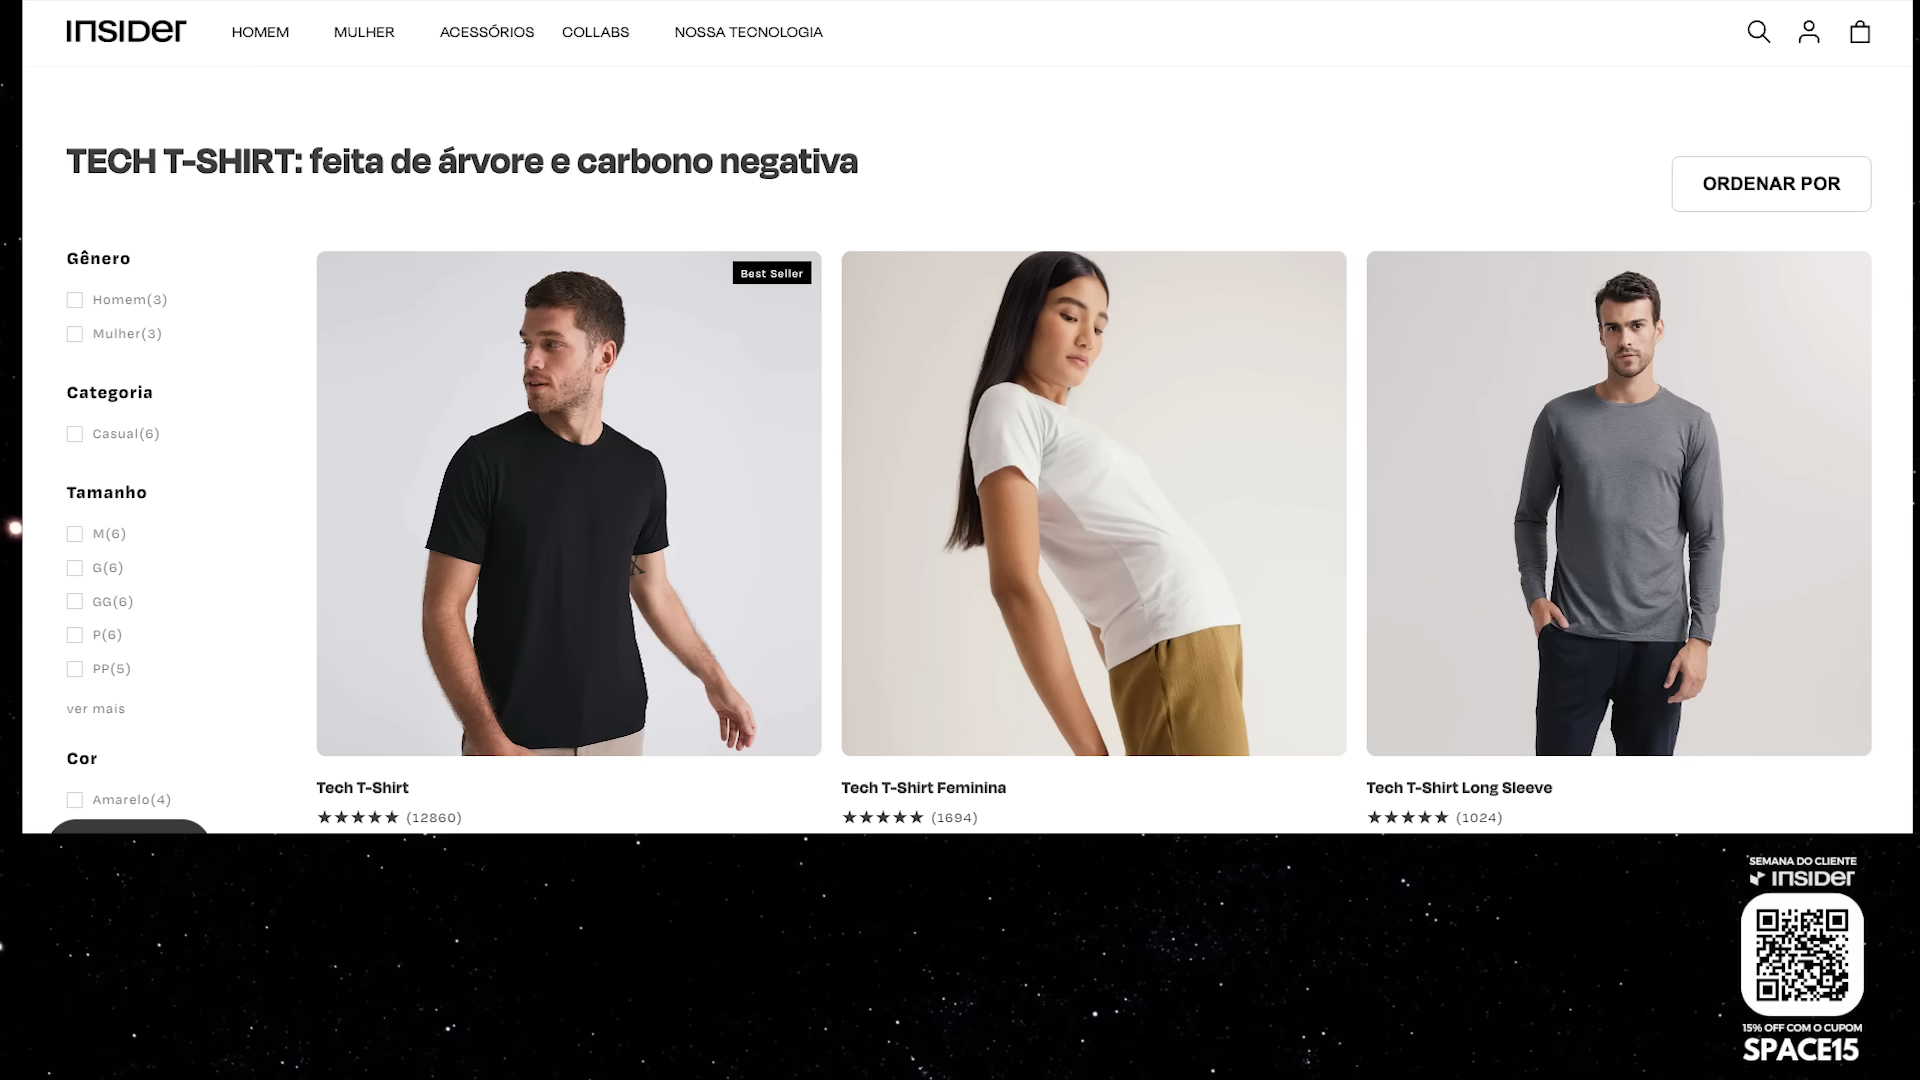 INSIDER
HOMEM
MULHER
ACESSÓRIOS
COLLABS
NOSSA TECNOLOGIA
TECH T-SHIRT: feita de árvore e carbono negativa
ORDENAR POR
Gênero
Homem(3)
Mulher(3)
Categoria
Casual(6)
Tamanho
M(6)
G(6)
GG(6)
P(6)
PP(5)
ver mais
Cor
Amarelo(4)
Best Seller
Tech T-Shirt
★★★★★ (12860)
Tech T-Shirt Feminina
★★★★★ (1694)
Tech T-Shirt Long Sleeve
★★★★★ (1024)
SEMANA DO CLIENTE
INSIDER
15% OFF COM O CUPOM
SPACE15